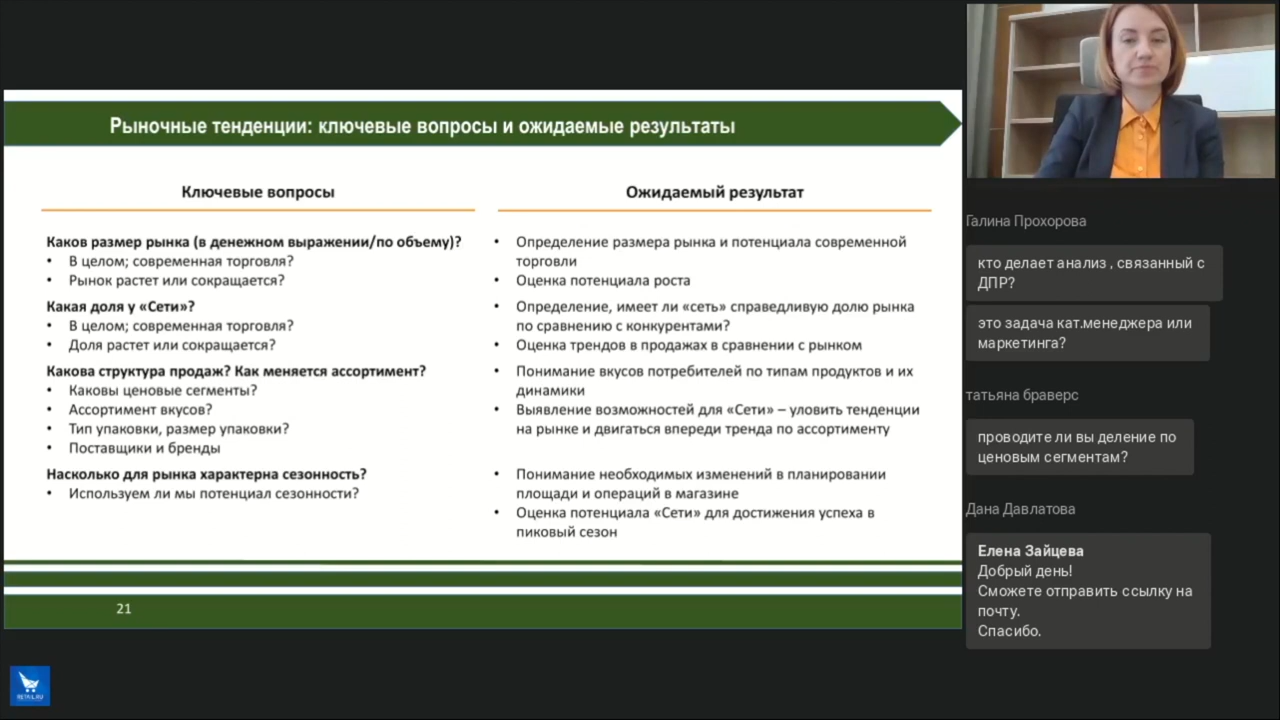 Рыночные тенденции: ключевые вопросы и ожидаемые результаты
Ключевые вопросы
Каков размер рынка (в денежном выражении/по объему)?
• В целом; современная торговля?
• Рынок растет или сокращается?
Какая доля у «Сети»?
• В целом; современная торговля?
• Доля растет или сокращается?
Какова структура продаж? Как меняется ассортимент?
• Каковы ценовые сегменты?
• Ассортимент вкусов?
• Тип упаковки, размер упаковки?
• Поставщики и бренды
Насколько для рынка характерна сезонность?
• Используем ли мы потенциал сезонности?
Ожидаемый результат
• Определение размера рынка и потенциала современной
торговли
• Оценка потенциала роста
• Определение, имеет ли «сеть» справедливую долю рынка
по сравнению с конкурентами?
• Оценка трендов в продажах в сравнении с рынком
• Понимание вкусов потребителей по типам продуктов и их
динамики
• Выявление возможностей для «Сети» – уловить тенденции
на рынке и двигаться впереди тренда по ассортименту
• Понимание необходимых изменений в планировании
площади и операций в магазине
• Оценка потенциала «Сети» для достижения успеха в
пиковый сезон
21
RETAIL.RU
Галина Прохорова
кто делает анализ , связанный с
ДПР?
это задача кат.менеджера или
маркетинга?
татьяна браверс
проводите ли вы деление по
ценовым сегментам?
Дана Давлатова
Елена Зайцева
Добрый день!
Сможете отправить ссылку на
почту.
Спасибо.